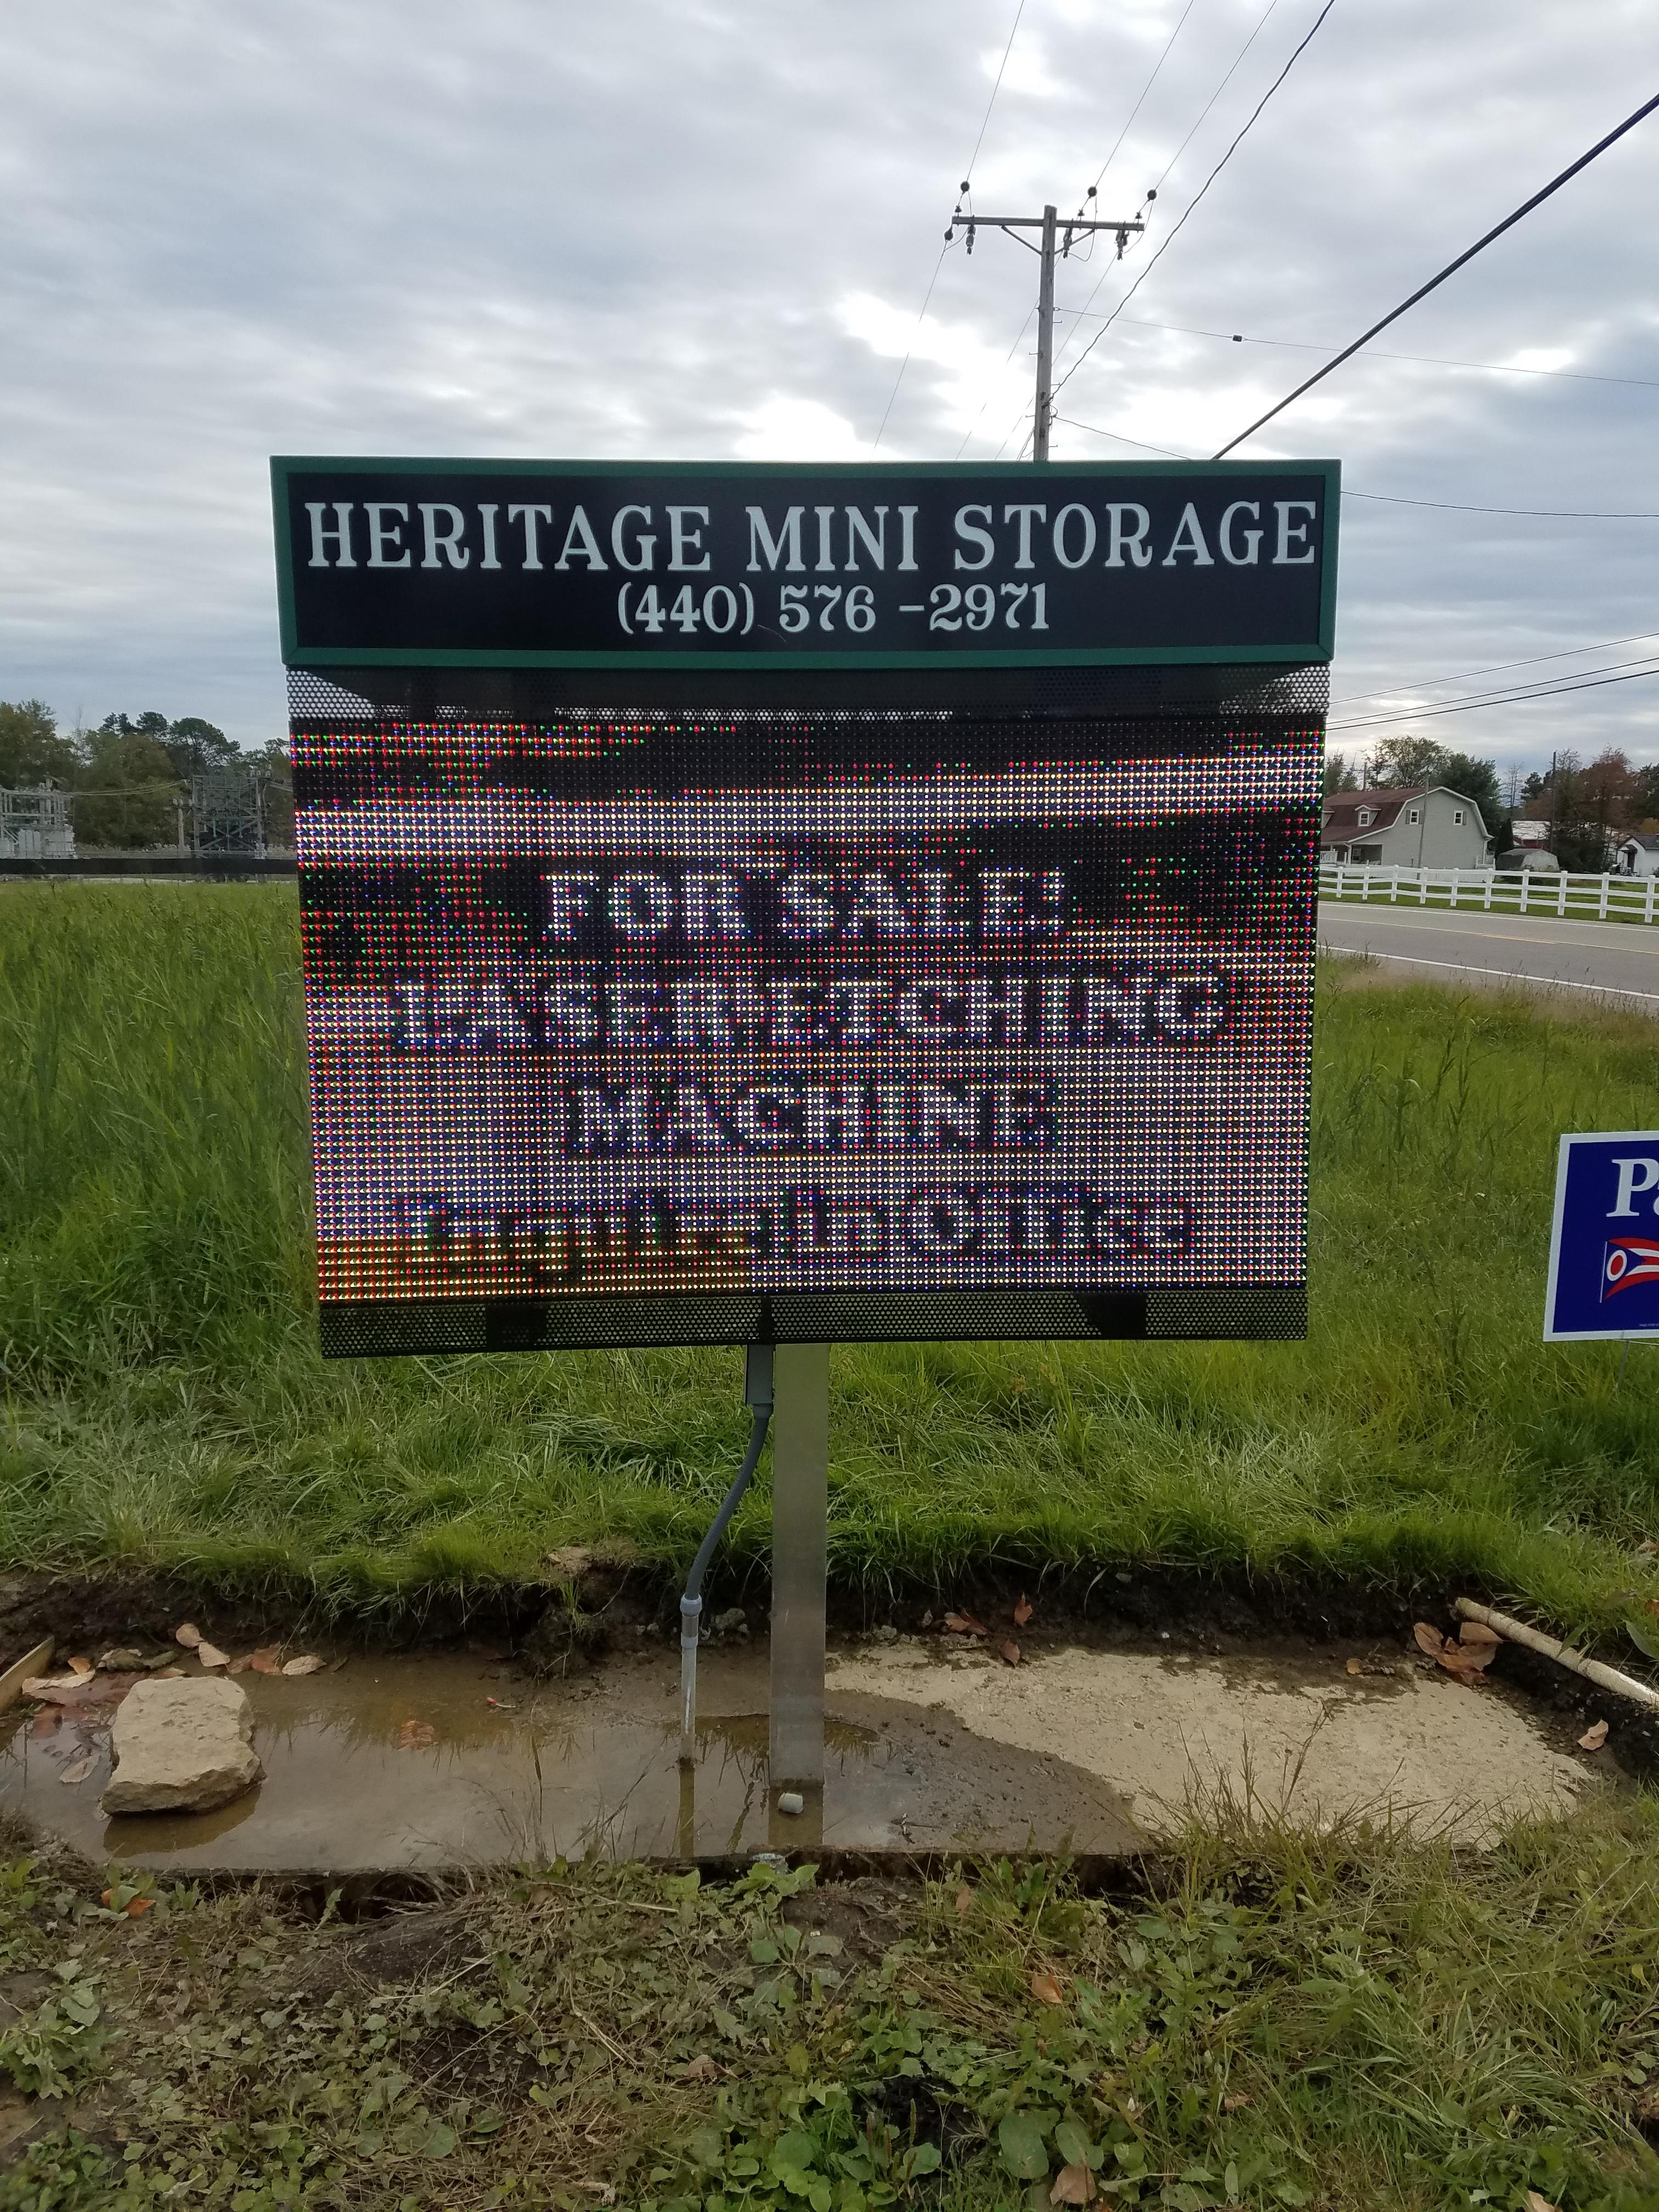 HERITAGE MINI STORAGE
(440) 576 -2971
FOR SALE!
LASER ETCHING
MACHINE
Inquire In Office